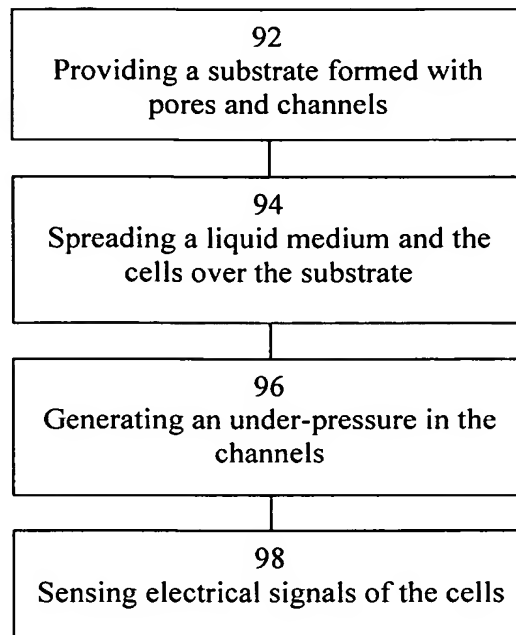 92
Providing a substrate formed with
pores and channels
94
Spreading a liquid medium and the
cells over the substrate
96
Generating an under-pressure in the
channels
98
Sensing electrical signals of the cells